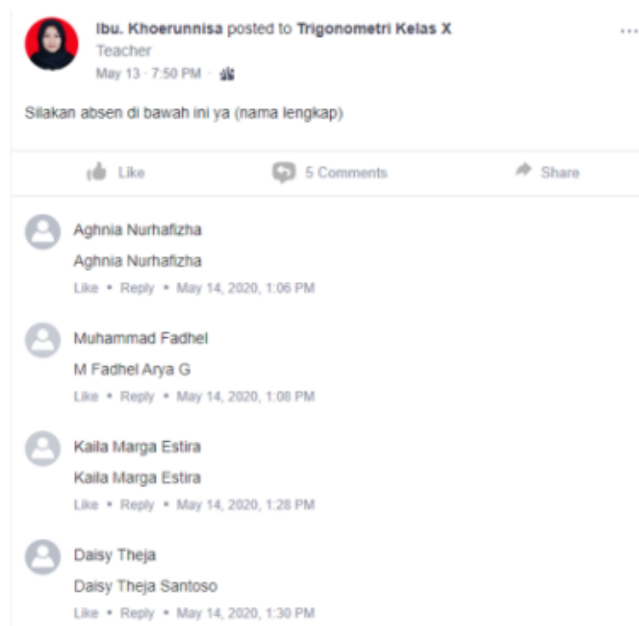 Ibu. Khoerunnisa posted to Trigonometri Kelas X
Teacher
May 13 · 7:50 PM ·
Silakan absen di bawah ini ya (nama lengkap)
Like 5 Comments Share
Aghnia Nurhafizha
Aghnia Nurhafizha
Like • Reply • May 14, 2020, 1:06 PM
Muhammad Fadhel
M Fadhel Arya G
Like • Reply • May 14, 2020, 1:08 PM
Kaila Marga Estira
Kaila Marga Estira
Like • Reply • May 14, 2020, 1:28 PM
Daisy Theja
Daisy Theja Santoso
Like • Reply • May 14, 2020, 1:30 PM